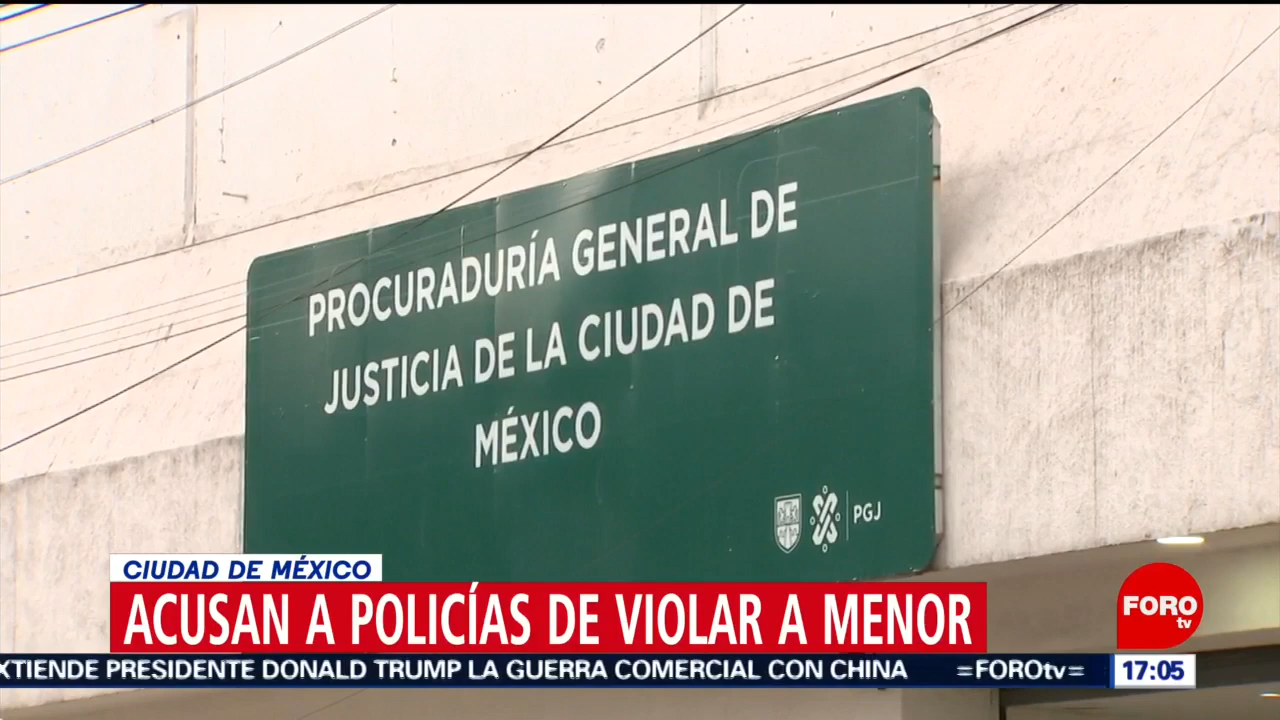 PROCURADURÍA GENERAL DE
JUSTICIA DE LA CIUDAD DE
MÉXICO
PGJ
CIUDAD DE MÉXICO
ACUSAN A POLICÍAS DE VIOLAR A MENOR
FORO
tv
XTIENDE PRESIDENTE DONALD TRUMP LA GUERRA COMERCIAL CON CHINA
=FOROtv=
17:05